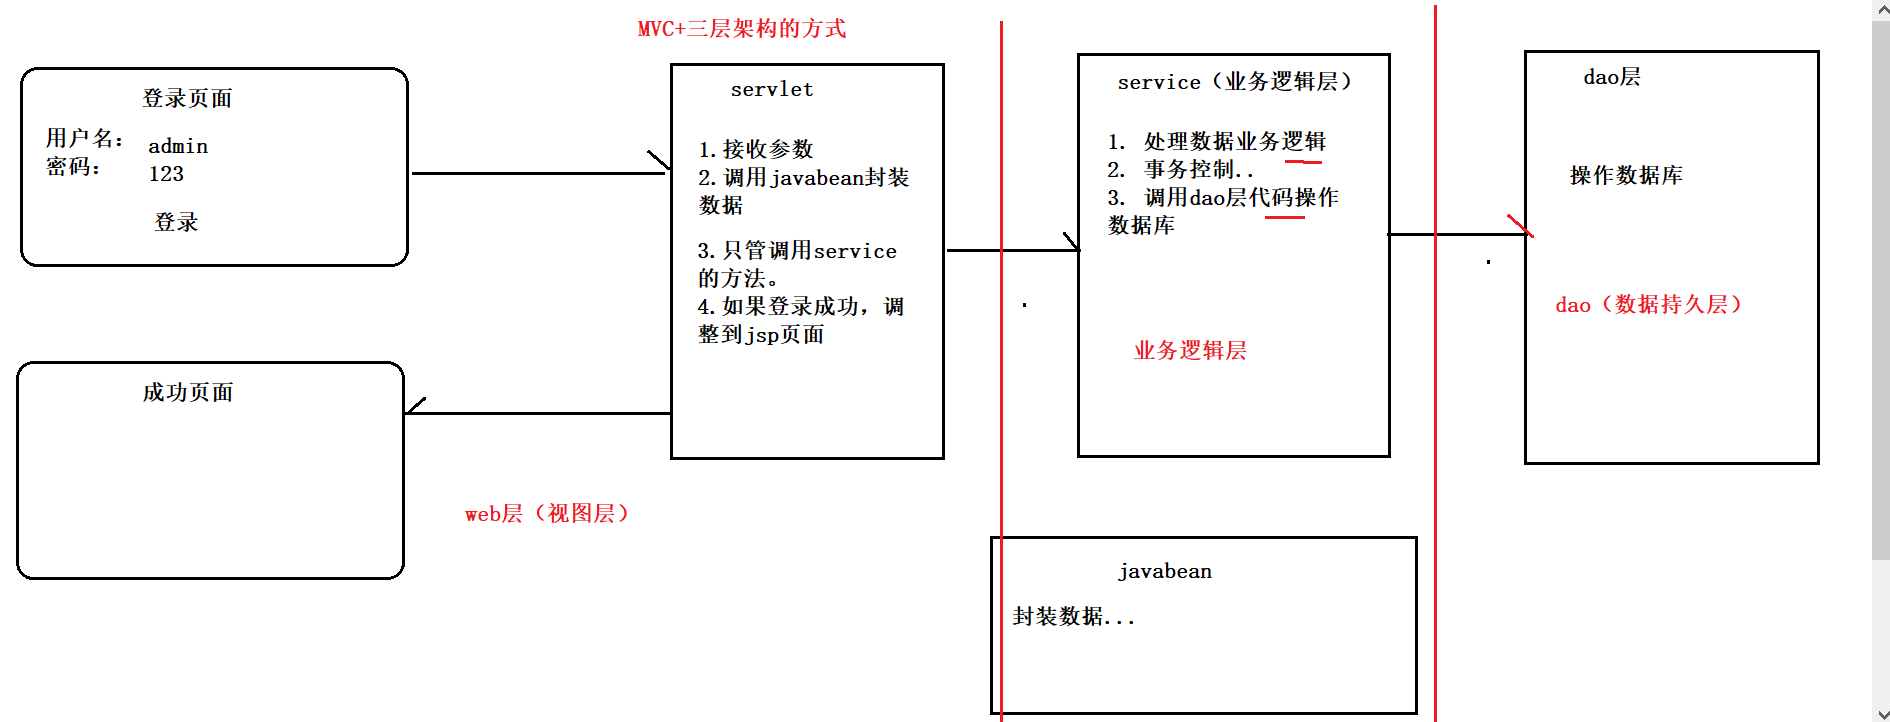 MVC+三层架构的方式
登录页面
用户名： admin
密码： 123
登录
成功页面
web层（视图层）
servlet
1.接收参数
2.调用javabean封装
数据
3.只管调用service
的方法。
4.如果登录成功，调
整到jsp页面
service（业务逻辑层）
1. 处理数据业务逻辑
2. 事务控制..
3. 调用dao层代码操作
数据库
业务逻辑层
javabean
封装数据...
dao层
操作数据库
dao（数据持久层）